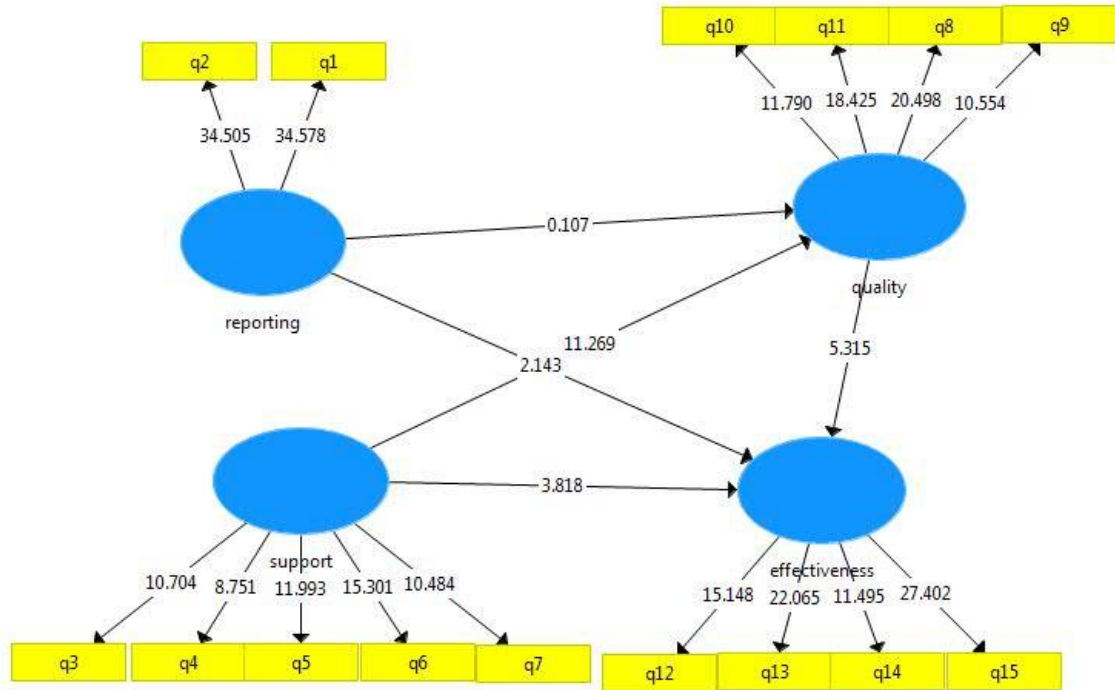 q10 q11 q8 q9
q2 q1
11.790 18.425 20.498 10.554
34.505 34.578
0.107
quality
reporting
11.269
5.315
2.143
3.818
support
effectiveness
10.704 8.751 11.993 15.301 10.484
15.148 22.065 11.495 27.402
q3 q4 q5 q6 q7
q12 q13 q14 q15